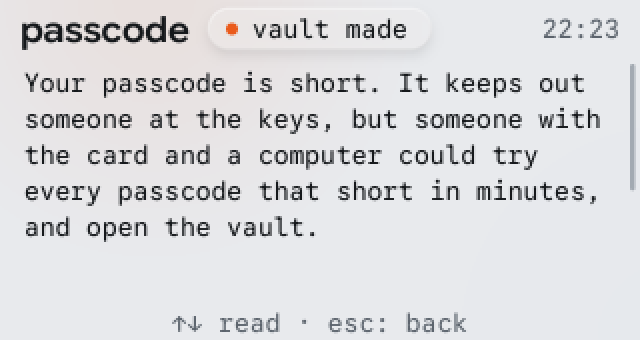 passcode
vault made
22:23
Your passcode is short. It keeps out
someone at the keys, but someone with
the card and a computer could try
every passcode that short in minutes,
and open the vault.
↑↓ read · esc: back